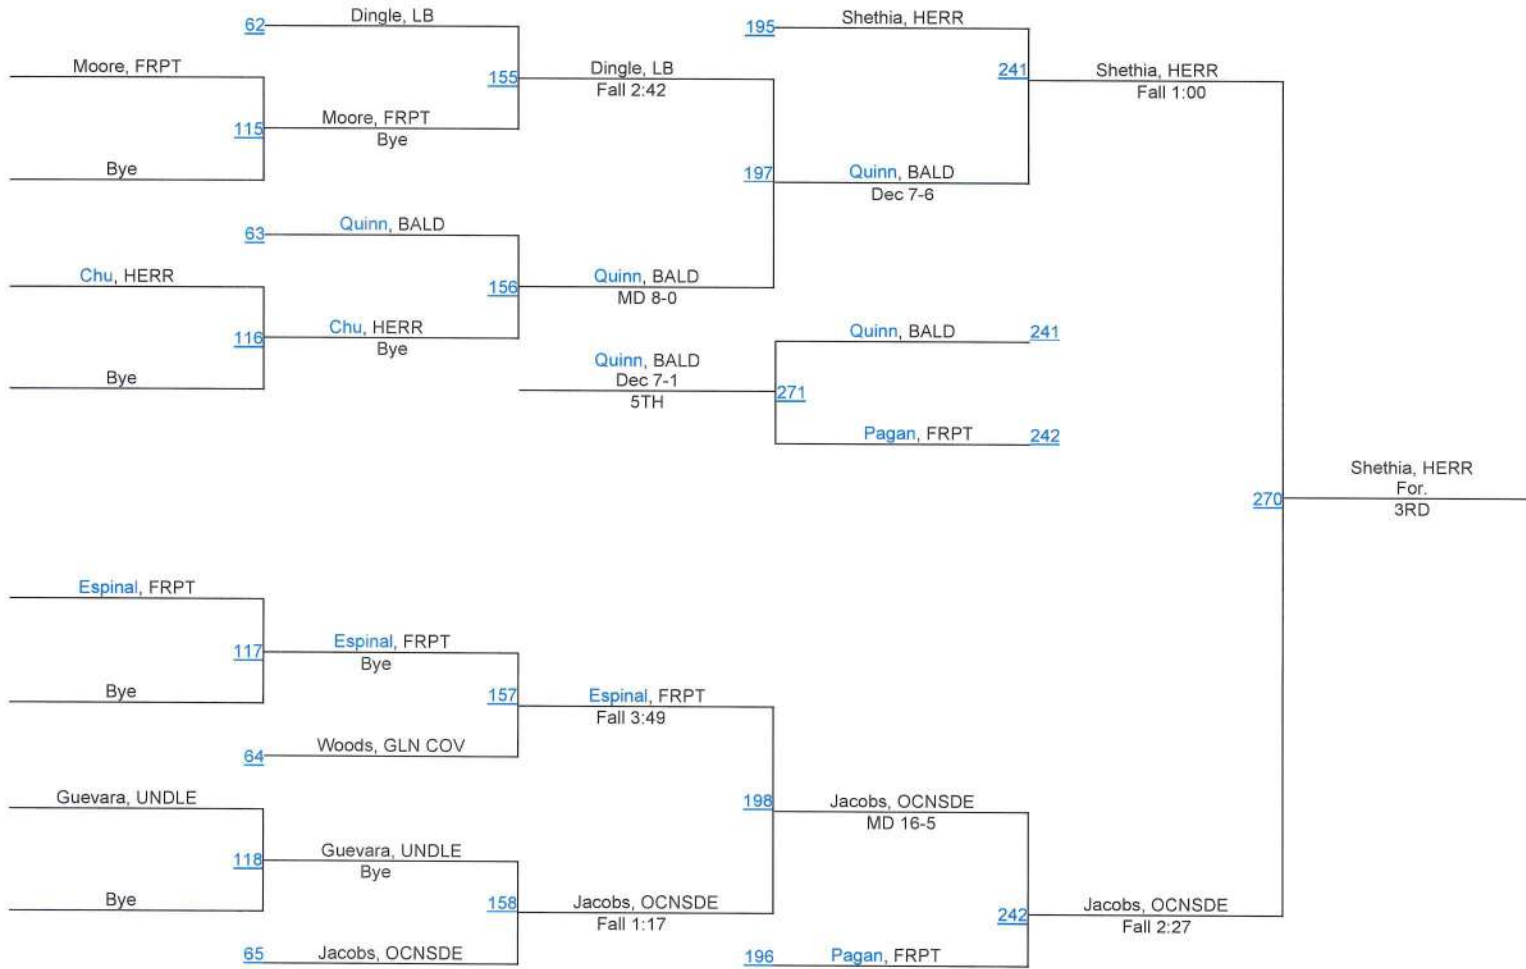 Dingle, LB
62
Shethia, HERR
195
Moore, FRPT
155
Dingle, LB
Fall 2:42
241
Shethia, HERR
Fall 1:00
115
Moore, FRPT
Bye
Bye
197
Quinn, BALD
Dec 7-6
63
Quinn, BALD
Chu, HERR
156
Quinn, BALD
MD 8-0
116
Chu, HERR
Bye
Bye
Quinn, BALD
241
Quinn, BALD
Dec 7-1
5TH
271
Pagan, FRPT
242
Shethia, HERR
For.
3RD
270
Espinal, FRPT
117
Espinal, FRPT
Bye
Bye
157
Espinal, FRPT
Fall 3:49
64
Woods, GLN COV
Guevara, UNDLE
198
Jacobs, OCNSDE
MD 16-5
118
Guevara, UNDLE
Bye
Bye
158
Jacobs, OCNSDE
Fall 1:17
242
Jacobs, OCNSDE
Fall 2:27
65
Jacobs, OCNSDE
196
Pagan, FRPT